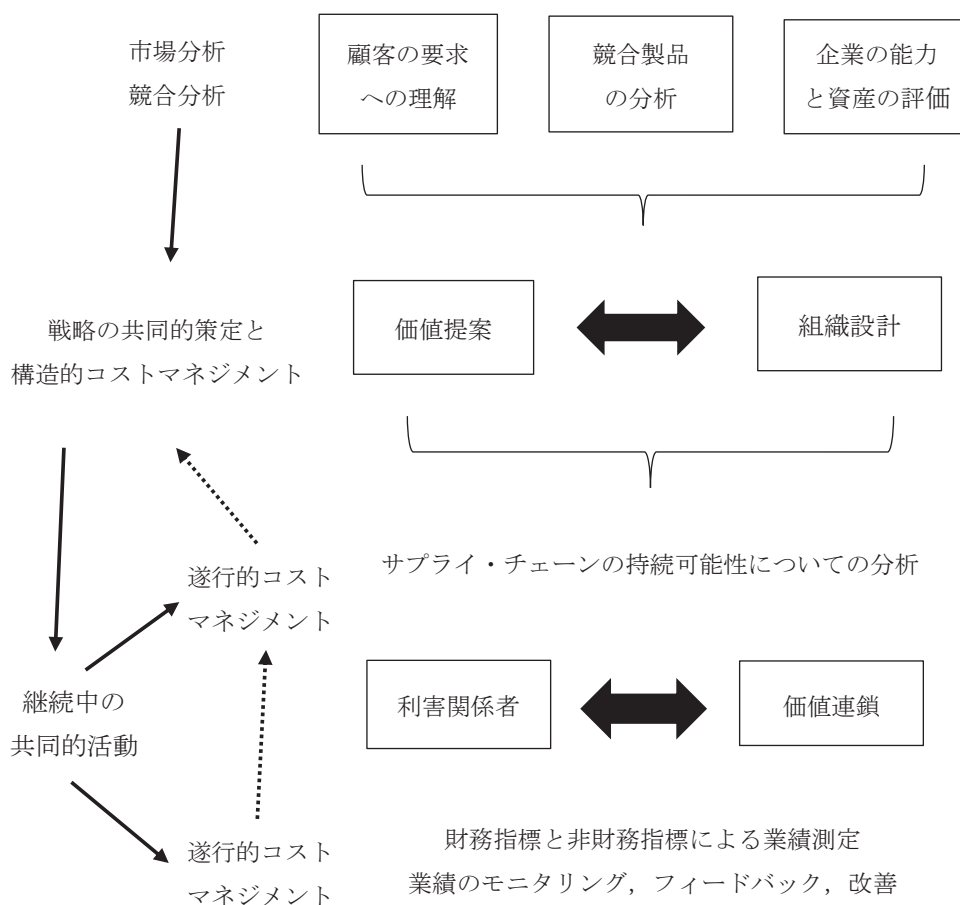 市場分析
競合分析
顧客の要求
への理解
競合製品
の分析
企業の能力
と資産の評価
戦略の共同的策定と
構造的コストマネジメント
価値提案
組織設計
遂行的コスト
マネジメント
サプライ・チェーンの持続可能性についての分析
継続中の
共同的活動
利害関係者
価値連鎖
遂行的コスト
マネジメント
財務指標と非財務指標による業績測定
業績のモニタリング，フィードバック，改善